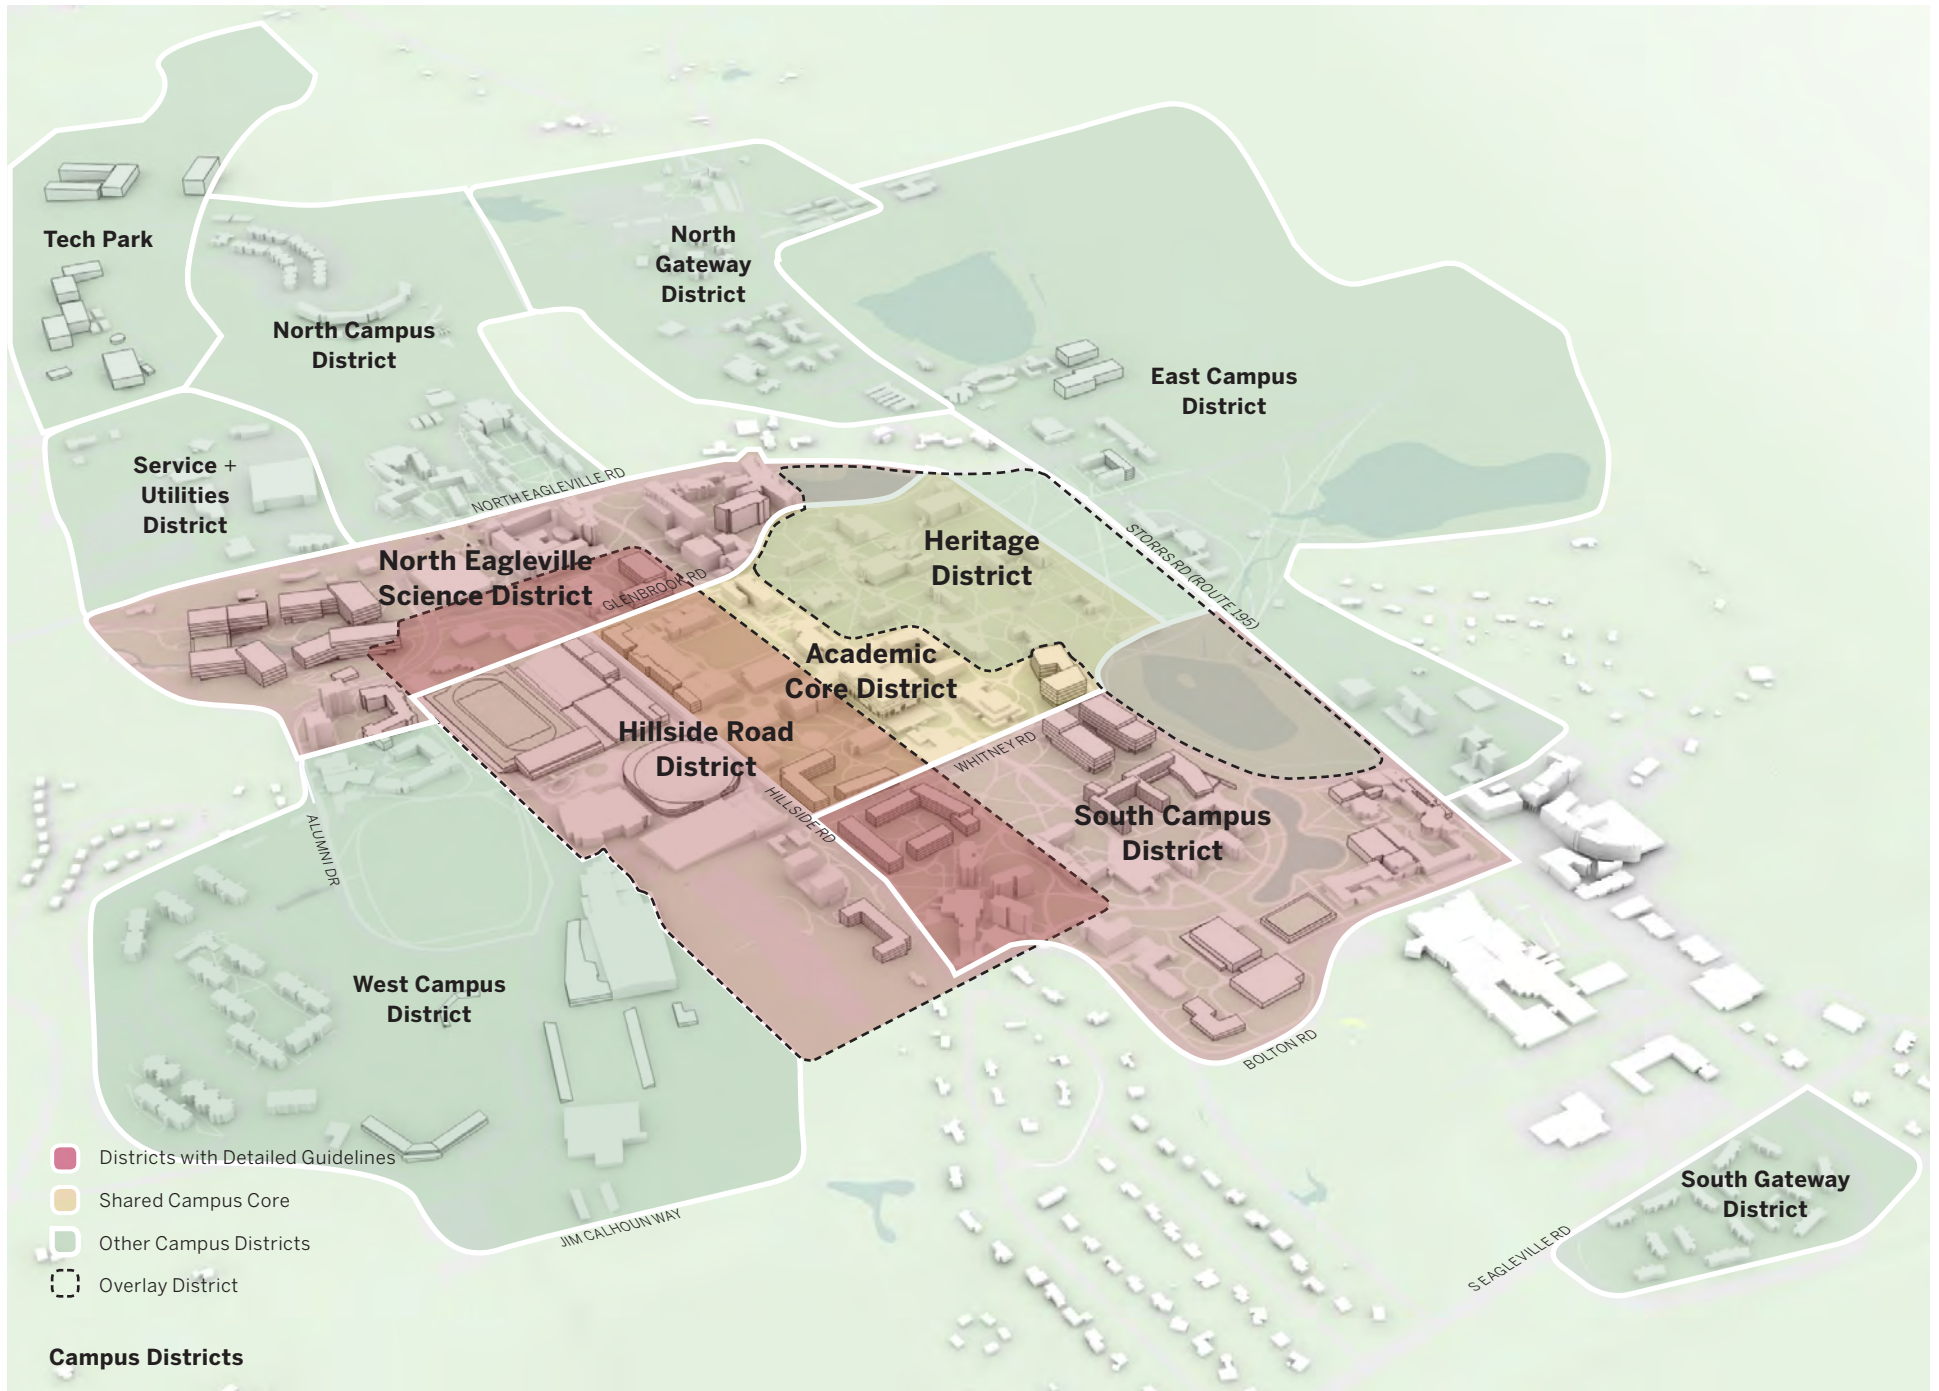 Tech Park
North
Gateway
District
North Campus
District
East Campus
District
Service +
Utilities
District
NORTH EAGLEVILLE RD
North Eagleville
Science District
GLENBROOK RD
Heritage
District
STORRS RD (ROUTE 195)
Academic
Core District
Hillside Road
District
WHITNEY RD
HILLSIDE RD
South Campus
District
ALUMNI DR
West Campus
District
BOLTON RD
JIM CALHOUN WAY
South Gateway
District
S EAGLEVILLE RD
Districts with Detailed Guidelines
Shared Campus Core
Other Campus Districts
Overlay District
Campus Districts